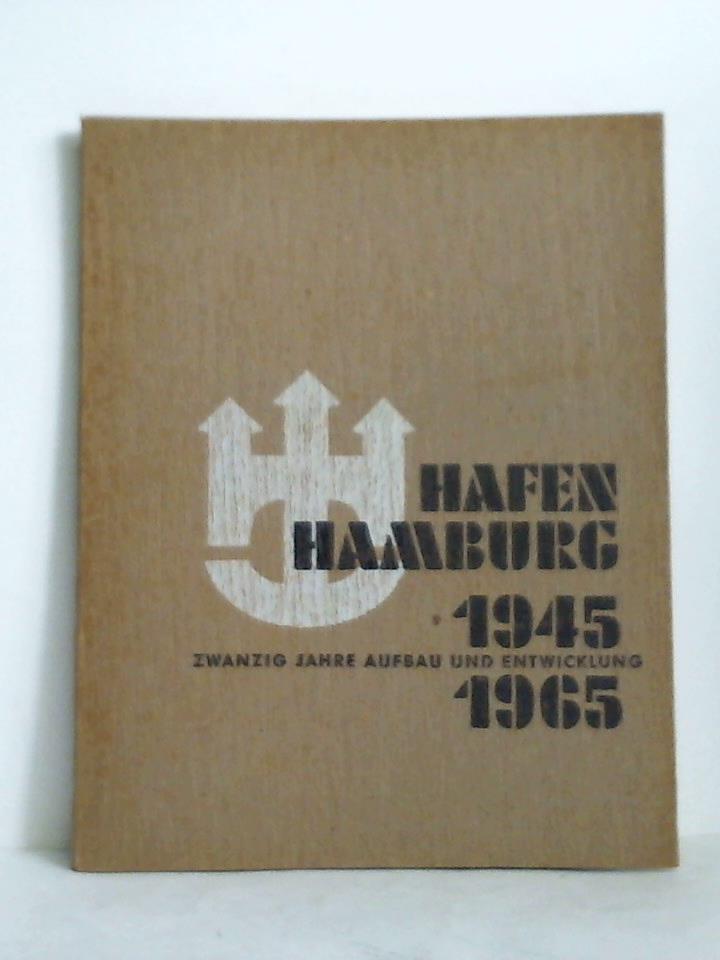 HAFEN
HAMBURG
1945
ZWANZIG JAHRE AUFBAU UND ENTWICKLUNG
1965